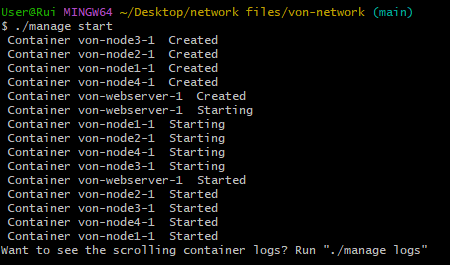 User@Rui MINGW64 ~/Desktop/network files/von-network (main)
$ ./manage start
Container von-node3-1 Created
Container von-node2-1 Created
Container von-node1-1 Created
Container von-node4-1 Created
Container von-webserver-1 Created
Container von-webserver-1 Starting
Container von-node1-1 Starting
Container von-node2-1 Starting
Container von-node4-1 Starting
Container von-node3-1 Starting
Container von-webserver-1 Started
Container von-node2-1 Started
Container von-node3-1 Started
Container von-node4-1 Started
Container von-node1-1 Started
Want to see the scrolling container logs? Run "./manage logs"